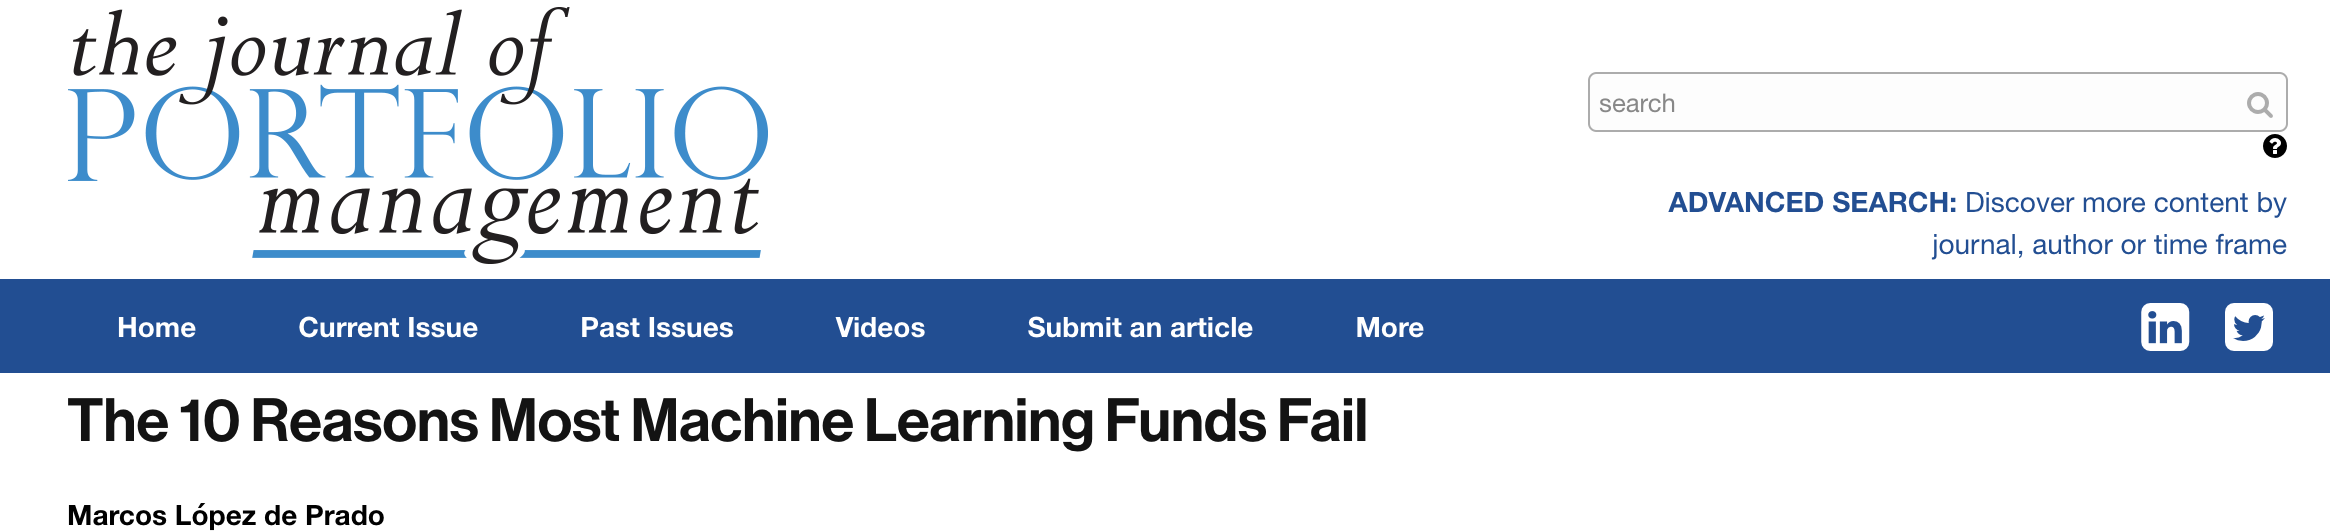 the journal of
PORTFOLIO
management
search
?
ADVANCED SEARCH: Discover more content by
journal, author or time frame
Home Current Issue Past Issues Videos Submit an article More in
The 10 Reasons Most Machine Learning Funds Fail
Marcos López de Prado